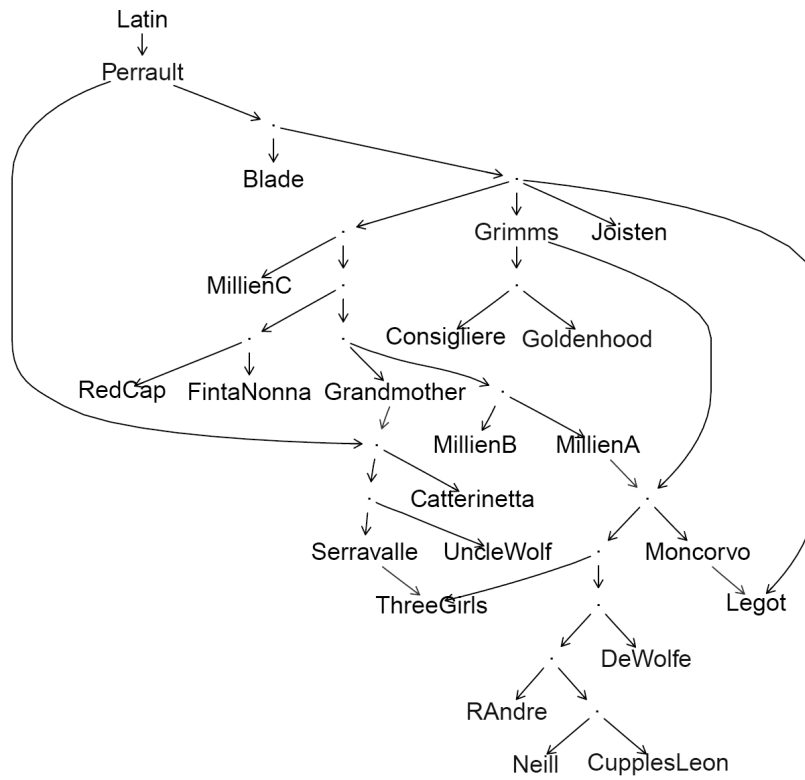 Latin
Perrault
Blade
Grimms Joisten
MillienC
Consigliere Goldenhood
RedCap FintaNonna Grandmother
MillienB MillienA
Catterinetta
Serravalle UncleWolf Moncorvo
ThreeGirls Legot
DeWolfe
RAndre
Neill CupplesLeon